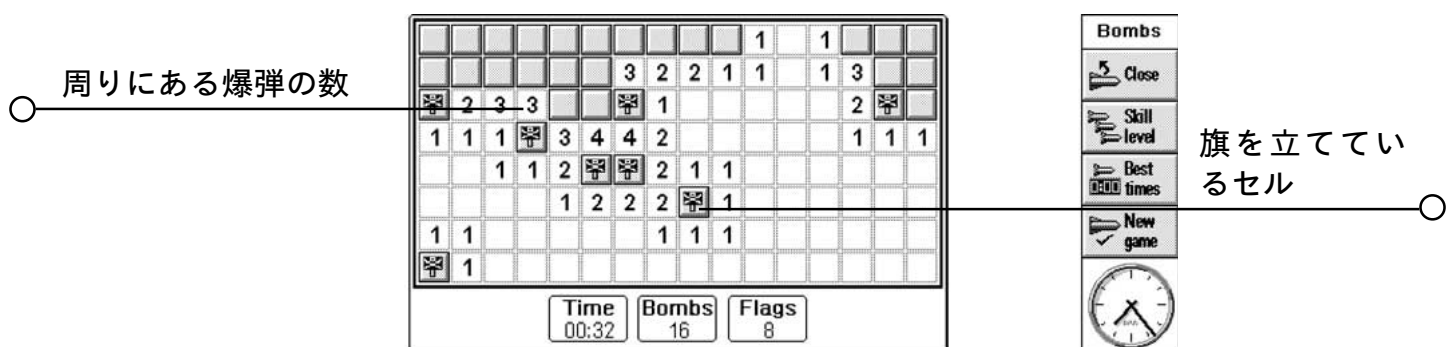 周りにある爆弾の数
1 1
3 2 2 1 1 1 3
2 3 3 1 2
1 1 1 3 4 4 2 1 1 1
1 1 2 2 1 1
1 2 2 2 1
1 1 1 1 1
1
Time
00:32
Bombs
16
Flags
8
Bombs
Close
Skill
level
Best
0:00 times
New
game
旗を立ててい
るセル